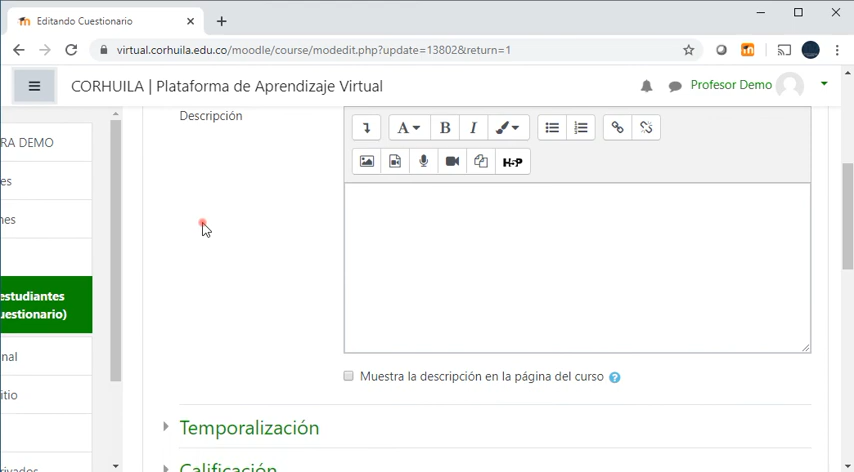 Editando Cuestionario
virtual.corhuila.edu.co/moodle/course/modedit.php?update=13802&return=1
CORHUILA | Plataforma de Aprendizaje Virtual
Profesor Demo
RA DEMO
es
nes
estudiantes
uestionario)
nal
itio
rivados
Descripción
A B I
H-P
Muestra la descripción en la página del curso
Temporalización
Calificación